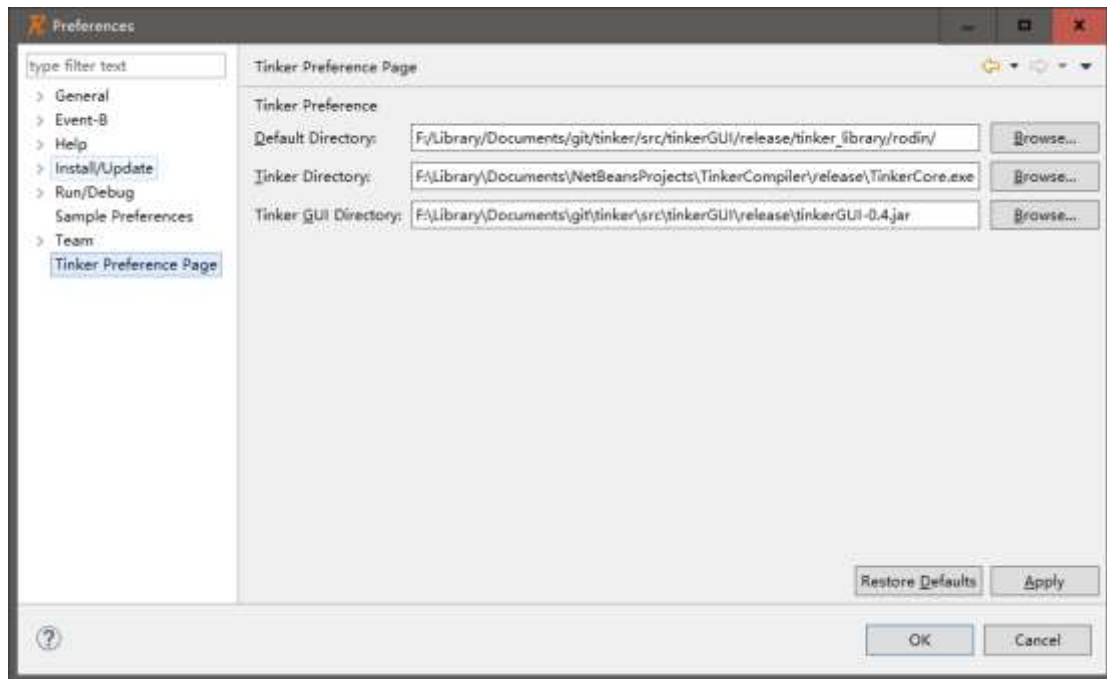 Preferences
type filter text
General
Event-B
Help
Install/Update
Run/Debug
Sample Preferences
Team
Tinker Preference Page
Tinker Preference Page
Tinker Preference
Default Directory: F:/Library/Documents/git/tinker/src/tinkerGUI/release/tinker_library/rodin/ Browse...
Tinker Directory: F:\Library\Documents\NetBeansProjects\TinkerCompiler\release\TinkerCore.exe Browse...
Tinker GUI Directory: F:\Library\Documents\git\tinker\src\tinkerGUI\release\tinkerGUI-0.4.jar Browse...
Restore Defaults Apply
OK Cancel